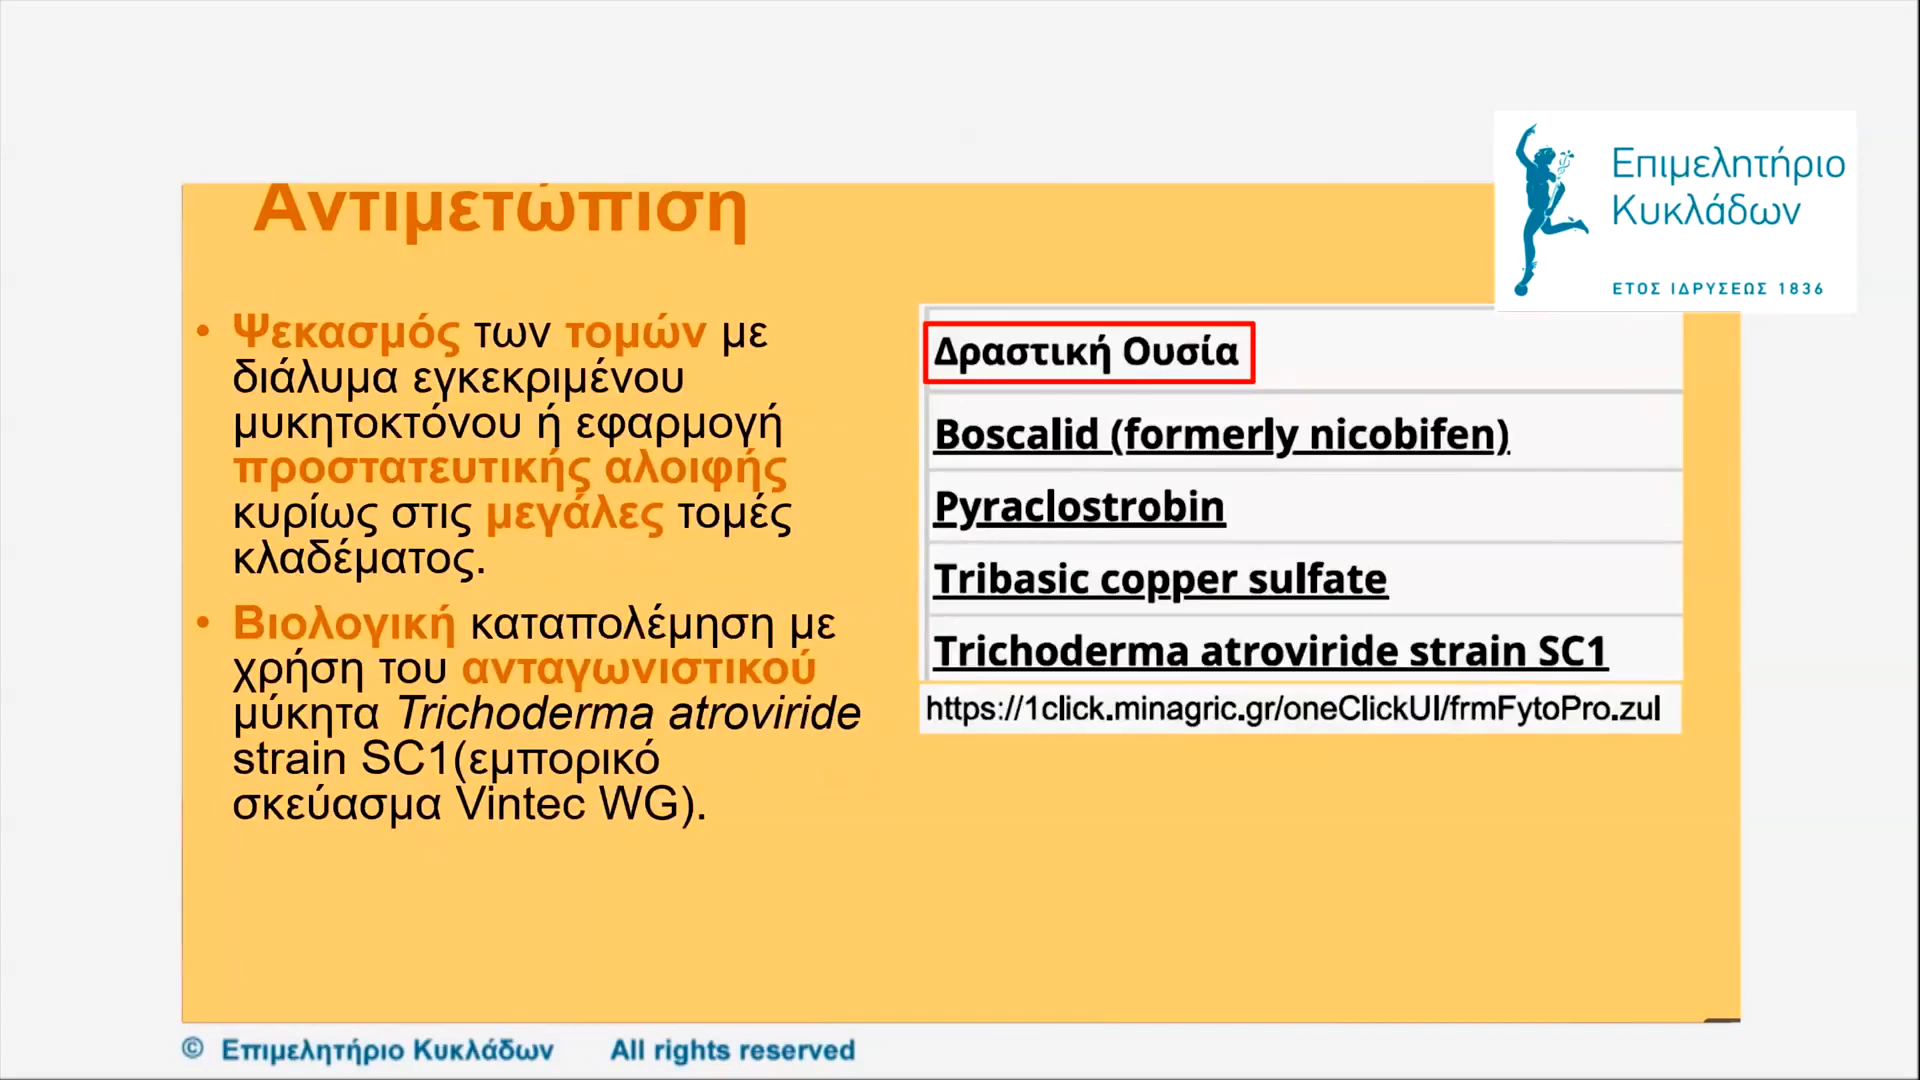 Αντιμετώπιση
• Ψεκασμός των τομών με
διάλυμα εγκεκριμένου
μυκητοκτόνου ή εφαρμογή
προστατευτικής αλοιφής
κυρίως στις μεγάλες τομές
κλαδέματος.
• Βιολογική καταπολέμηση με
χρήση του ανταγωνιστικού
μύκητα Trichoderma atroviride
strain SC1(εμπορικό
σκεύασμα Vintec WG).
Δραστική Ουσία
Boscalid (formerly nicobifen)
Pyraclostrobin
Tribasic copper sulfate
Trichoderma atroviride strain SC1
https://1click.minagric.gr/oneClickUI/frmFytoPro.zul
Επιμελητήριο
Κυκλάδων
ΕΤΟΣ ΙΔΡΥΣΕΩΣ 1836
© Επιμελητήριο Κυκλάδων All rights reserved